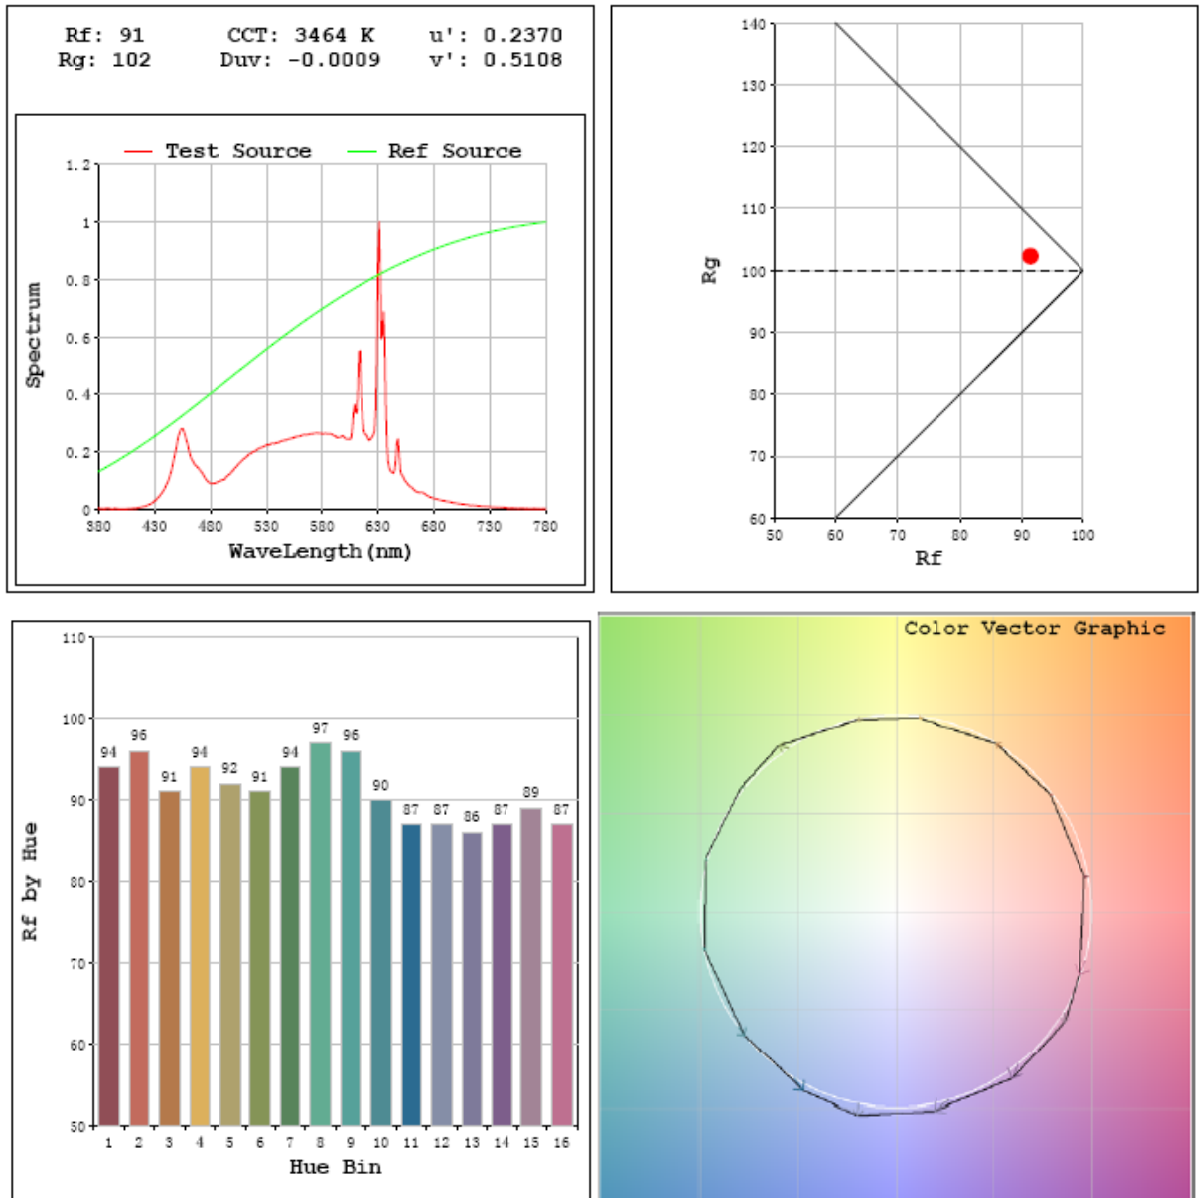 Rf: 91 CCT: 3464 K u': 0.2370
Rg: 102 Duv: -0.0009 v': 0.5108
Test Source Ref Source
1.2
1
0.8
0.6
0.4
0.2
0
Spectrum
380 430 480 530 580 630 680 730 780
WaveLength(nm)
140
130
120
110
100
90
80
70
60
Rg
50 60 70 80 90 100
Rf
110
100
90
80
70
60
50
Rf by Hue
94 96 91 94 92 91 94 97 96 90 87 87 86 87 89 87
1 2 3 4 5 6 7 8 9 10 11 12 13 14 15 16
Hue Bin
Color Vector Graphic